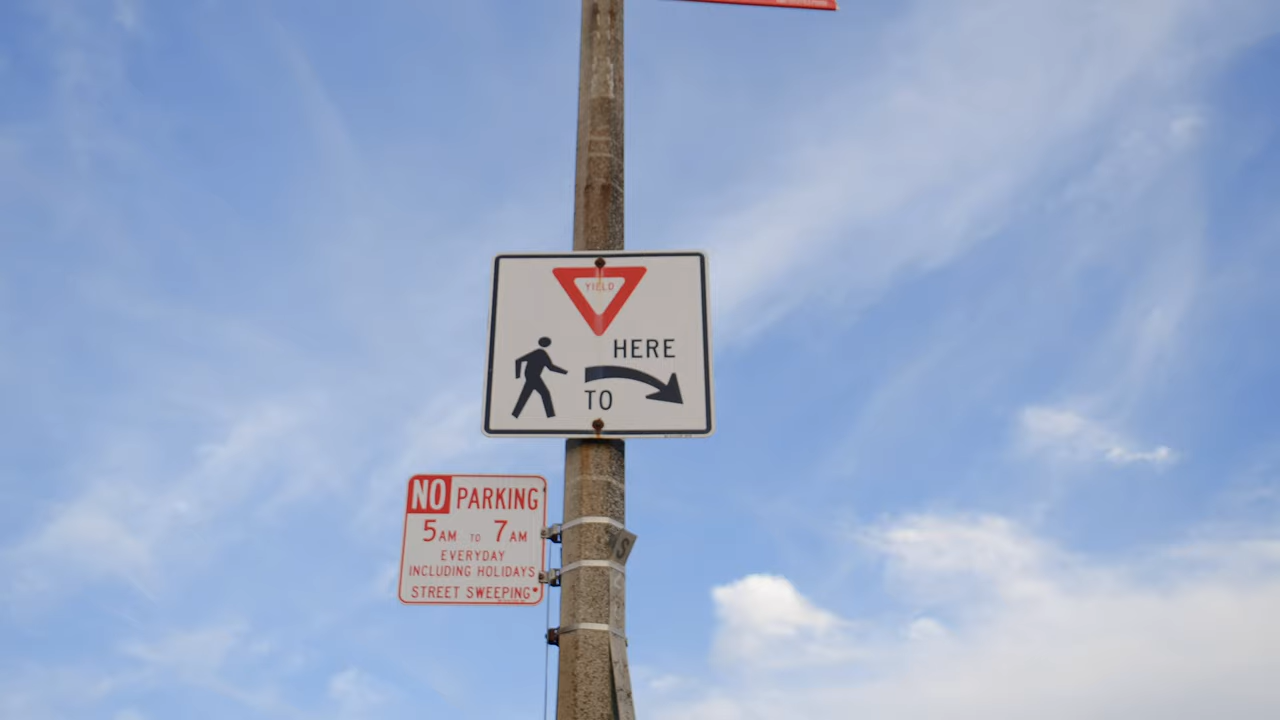 YIELD
HERE
TO
NO PARKING
5AM TO 7AM
EVERYDAY
INCLUDING HOLIDAYS
STREET SWEEPING